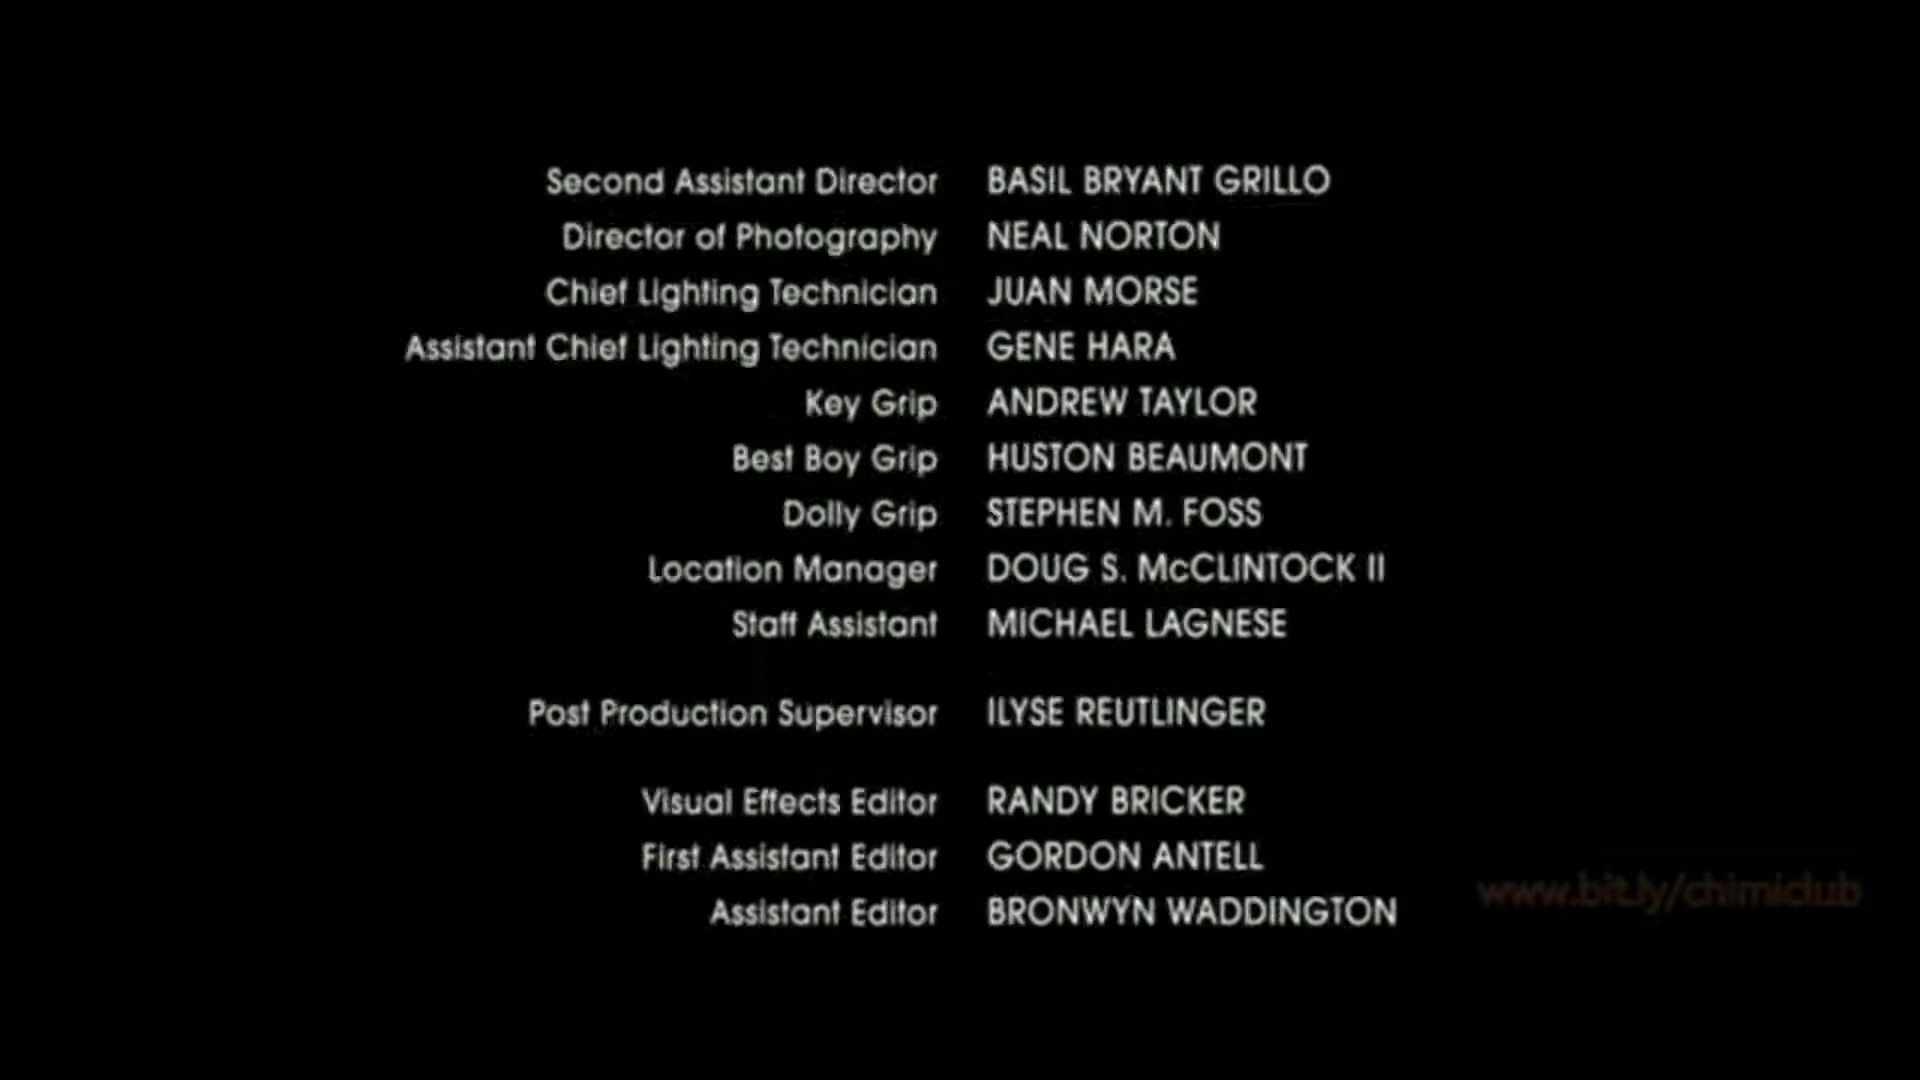 Second Assistant Director BASIL BRYANT GRILLO
Director of Photography NEAL NORTON
Chief Lighting Technician JUAN MORSE
Assistant Chief Lighting Technician GENE HARA
Key Grip ANDREW TAYLOR
Best Boy Grip HUSTON BEAUMONT
Dolly Grip STEPHEN M. FOSS
Location Manager DOUG S. McCLINTOCK II
Staff Assistant MICHAEL LAGNESE
Post Production Supervisor ILYSE REUTLINGER
Visual Effects Editor RANDY BRICKER
First Assistant Editor GORDON ANTELL
www.bit.ly/chimiclub
Assistant Editor BRONWYN WADDINGTON